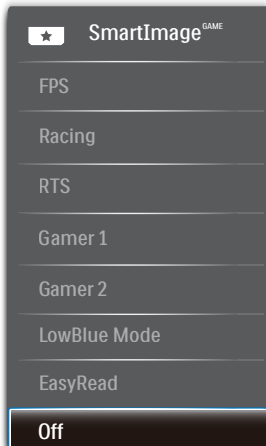 SmartImage GAME
FPS
Racing
RTS
Gamer 1
Gamer 2
LowBlue Mode
EasyRead
Off